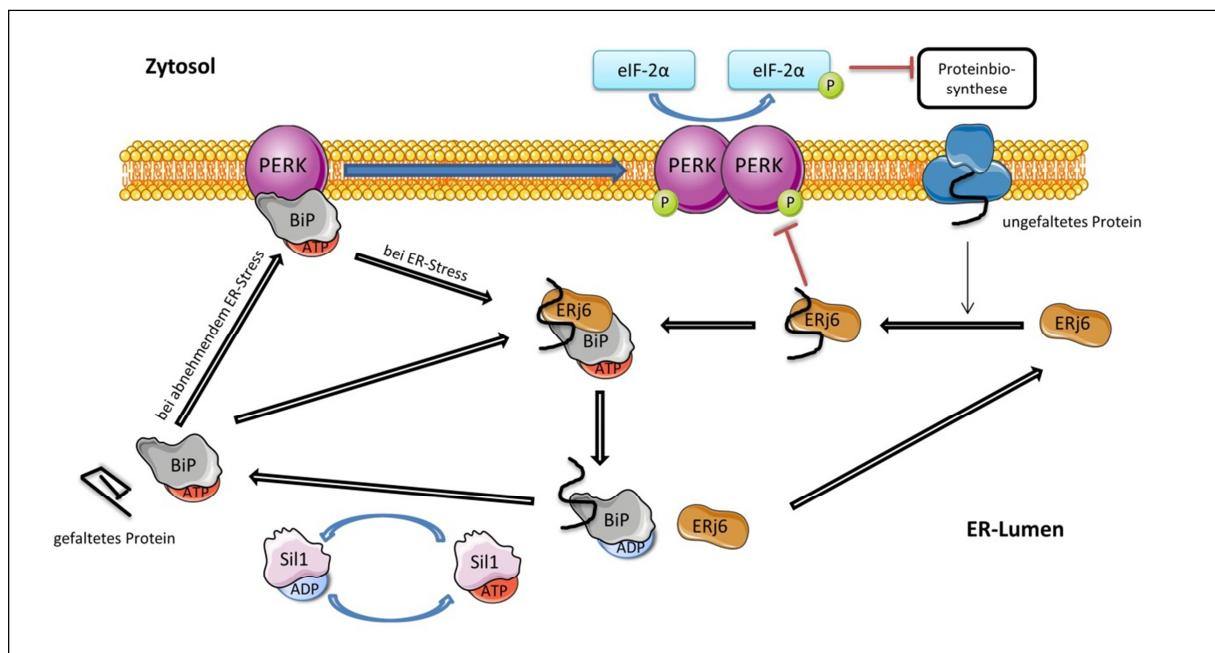 Zytosol
eIF-2α
eIF-2α
P
Proteinbio-
synthese
PERK
BiP
ATP
PERK
PERK
P
P
ungefaltetes Protein
bei abnehmendem ER-Stress
bei ER-Stress
ERj6
BiP
ATP
ERj6
ERj6
BiP
ATP
gefaltetes Protein
BiP
ADP
ERj6
ER-Lumen
Sil1
ADP
Sil1
ATP